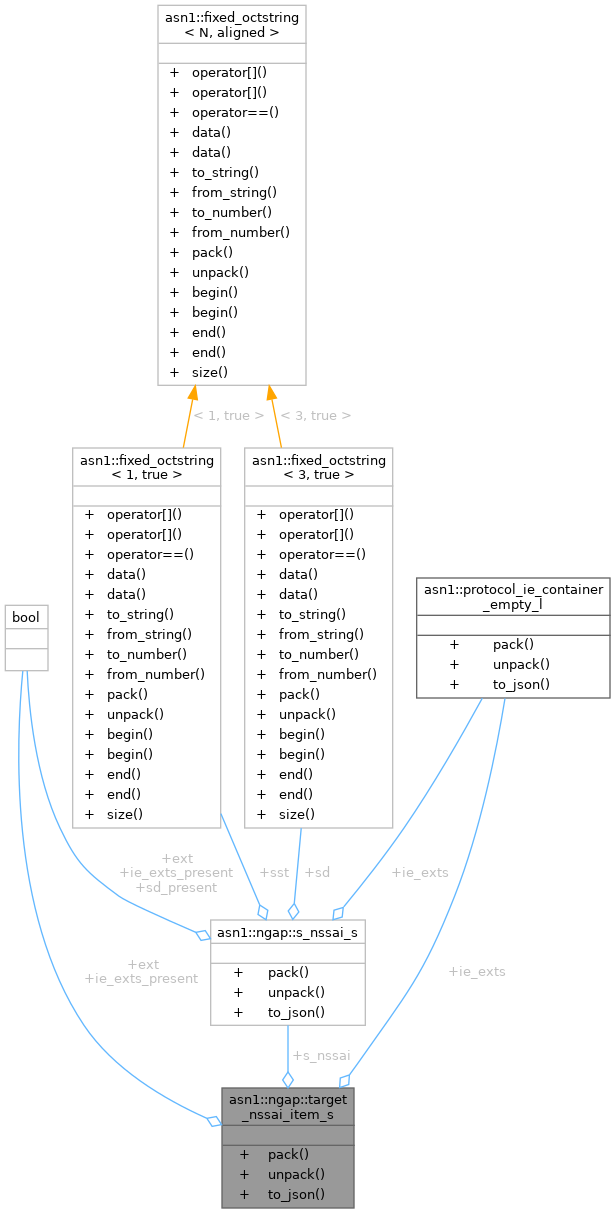 asn1::fixed_octstring
< N, aligned >
+ operator[]()
+ operator[]()
+ operator==()
+ data()
+ data()
+ to_string()
+ from_string()
+ to_number()
+ from_number()
+ pack()
+ unpack()
+ begin()
+ begin()
+ end()
+ end()
+ size()
< 1, true >
< 3, true >
asn1::fixed_octstring
< 1, true >
+ operator[]()
+ operator[]()
+ operator==()
+ data()
+ data()
+ to_string()
+ from_string()
+ to_number()
+ from_number()
+ pack()
+ unpack()
+ begin()
+ begin()
+ end()
+ end()
+ size()
asn1::fixed_octstring
< 3, true >
+ operator[]()
+ operator[]()
+ operator==()
+ data()
+ data()
+ to_string()
+ from_string()
+ to_number()
+ from_number()
+ pack()
+ unpack()
+ begin()
+ begin()
+ end()
+ end()
+ size()
asn1::protocol_ie_container
_empty_l
+ pack()
+ unpack()
+ to_json()
bool
+ext
+ie_exts_present
+sd_present
+sst
+sd
+ie_exts
asn1::ngap::s_nssai_s
+ pack()
+ unpack()
+ to_json()
+ext
+ie_exts_present
+ie_exts
+s_nssai
asn1::ngap::target
_nssai_item_s
+ pack()
+ unpack()
+ to_json()